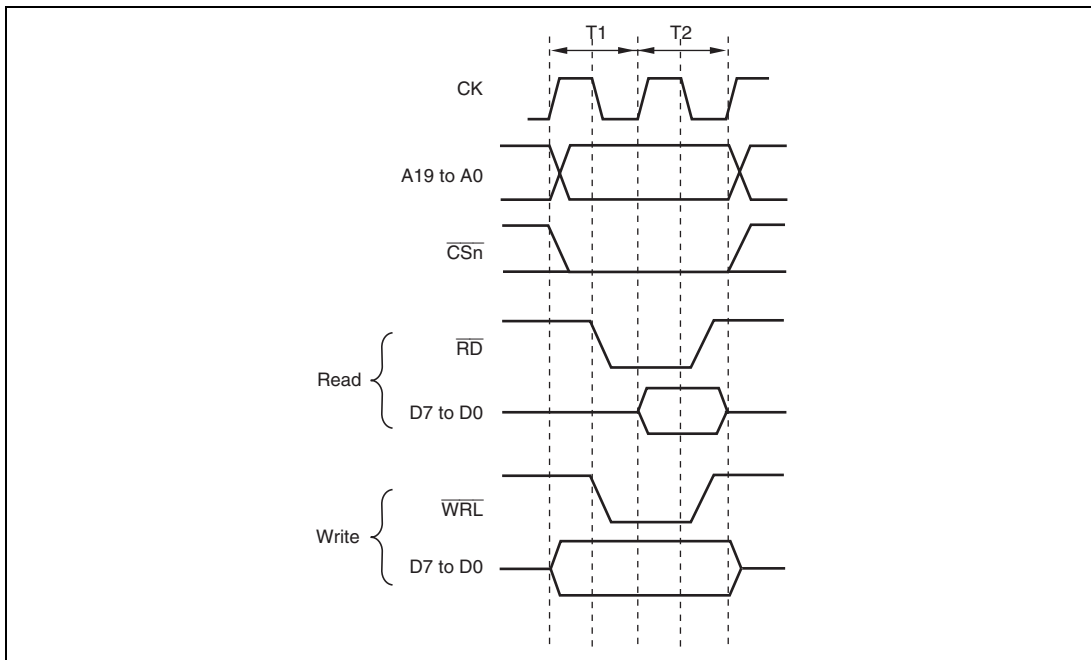 T1 T2
CK
A19 to A0
CSn
RD
Read
D7 to D0
WRL
Write
D7 to D0